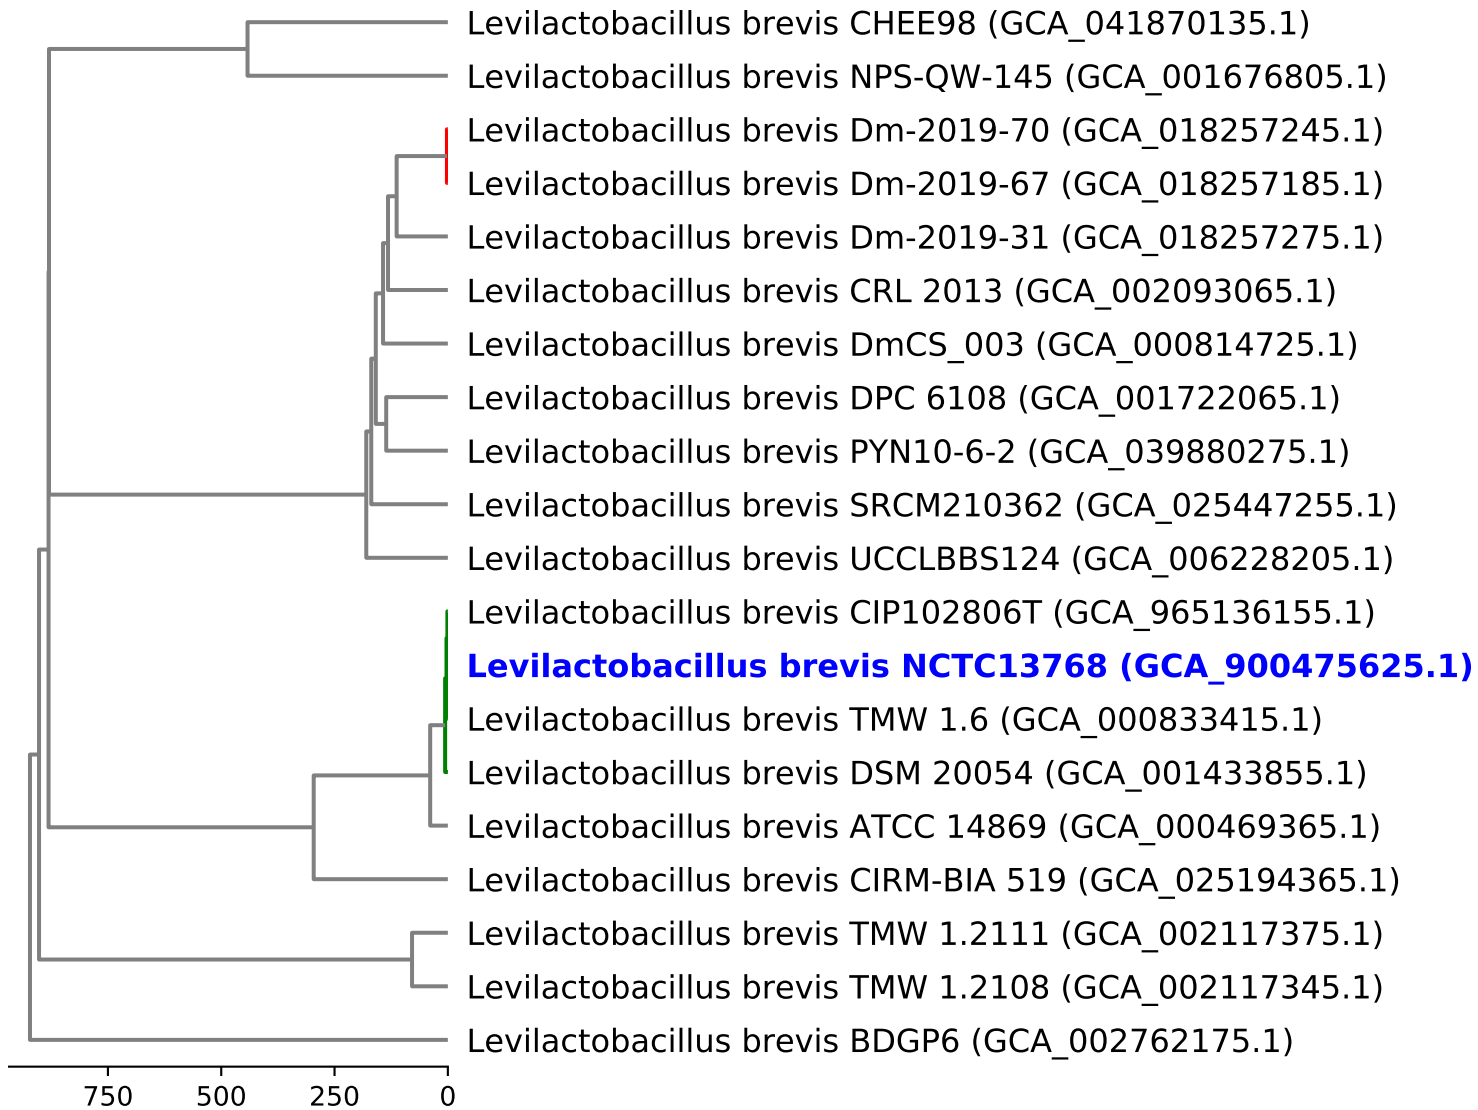 Levilactobacillus brevis CHEE98 (GCA_041870135.1)
Levilactobacillus brevis NPS-QW-145 (GCA_001676805.1)
Levilactobacillus brevis Dm-2019-70 (GCA_018257245.1)
Levilactobacillus brevis Dm-2019-67 (GCA_018257185.1)
Levilactobacillus brevis Dm-2019-31 (GCA_018257275.1)
Levilactobacillus brevis CRL 2013 (GCA_002093065.1)
Levilactobacillus brevis DmCS_003 (GCA_000814725.1)
Levilactobacillus brevis DPC 6108 (GCA_001722065.1)
Levilactobacillus brevis PYN10-6-2 (GCA_039880275.1)
Levilactobacillus brevis SRCM210362 (GCA_025447255.1)
Levilactobacillus brevis UCCLBBS124 (GCA_006228205.1)
Levilactobacillus brevis CIP102806T (GCA_965136155.1)
Levilactobacillus brevis NCTC13768 (GCA_900475625.1)
Levilactobacillus brevis TMW 1.6 (GCA_000833415.1)
Levilactobacillus brevis DSM 20054 (GCA_001433855.1)
Levilactobacillus brevis ATCC 14869 (GCA_000469365.1)
Levilactobacillus brevis CIRM-BIA 519 (GCA_025194365.1)
Levilactobacillus brevis TMW 1.2111 (GCA_002117375.1)
Levilactobacillus brevis TMW 1.2108 (GCA_002117345.1)
Levilactobacillus brevis BDGP6 (GCA_002762175.1)
750 500 250 0